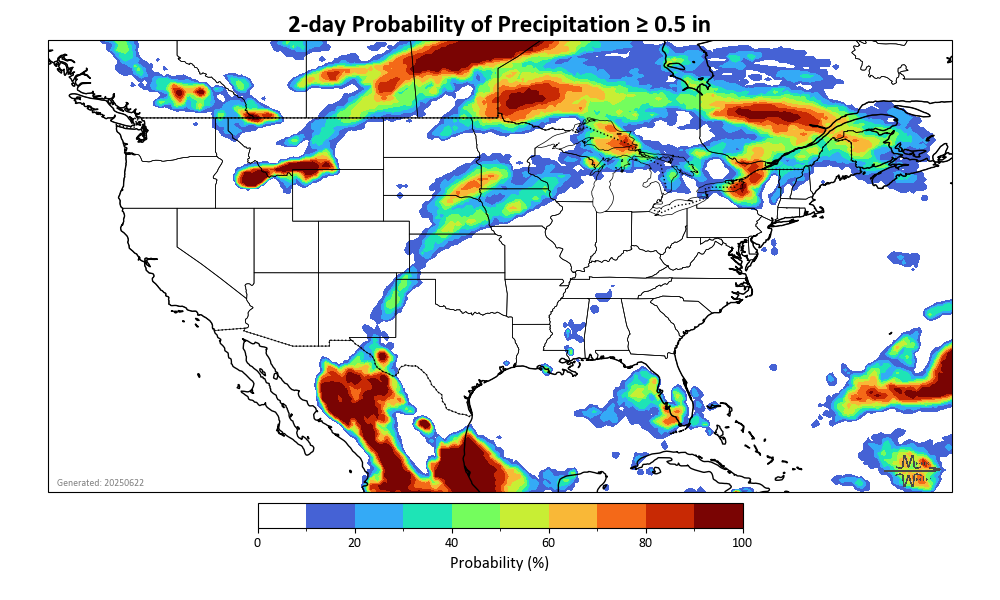 2-day Probability of Precipitation ≥ 0.5 in
Generated: 20250622
0 20 40 60 80 100
Probability (%)